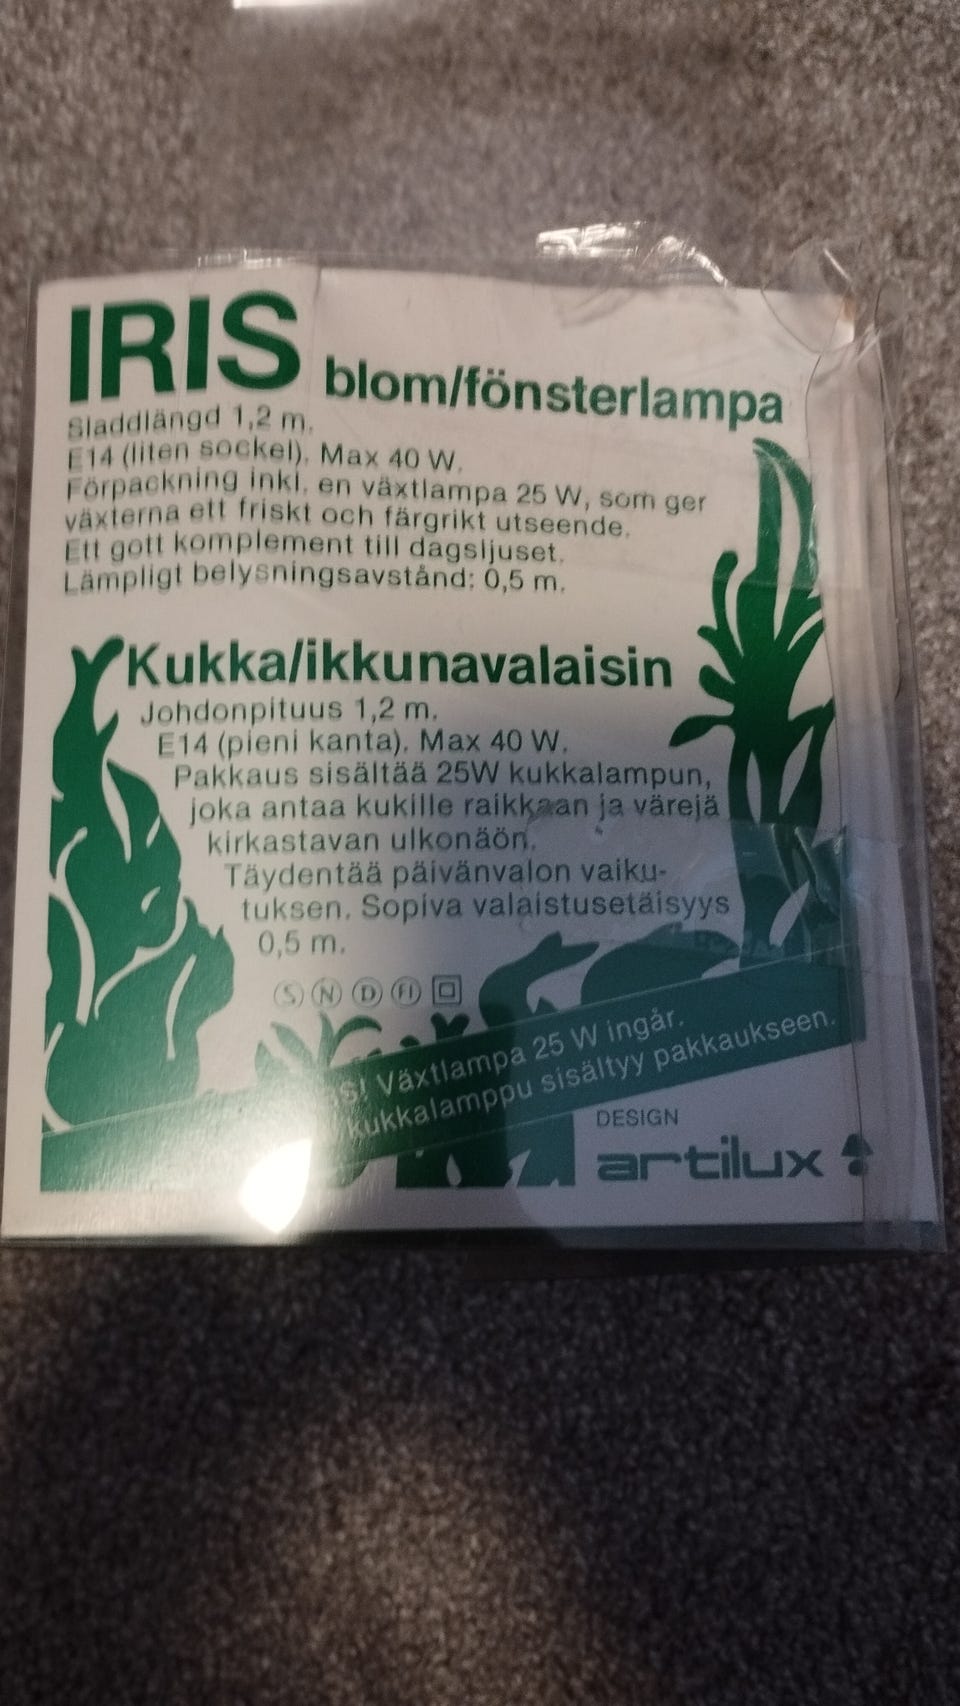 IRIS blom/fönsterlampa
Sladdlängd 1,2 m.
E14 (liten sockel). Max 40 W.
Förpackning inkl. en växtlampa 25 W, som ger
växterna ett friskt och färgrikt utseende.
Ett gott komplement till dagsljuset.
Lämpligt belysningsavstånd: 0,5 m.
Kukka/ikkunavalaisin
Johdonpituus 1,2 m.
E14 (pieni kanta). Max 40 W.
Pakkaus sisältää 25W kukkalampun,
joka antaa kukille raikkaan ja värejä
kirkastavan ulkonäön.
Täydentää päivänvalon vaiku-
tuksen. Sopiva valaistusetäisyys
0,5 m.
S N D FI
Växtlampa 25 W ingår.
kukkalamppu sisältyy pakkaukseen.
DESIGN
artilux